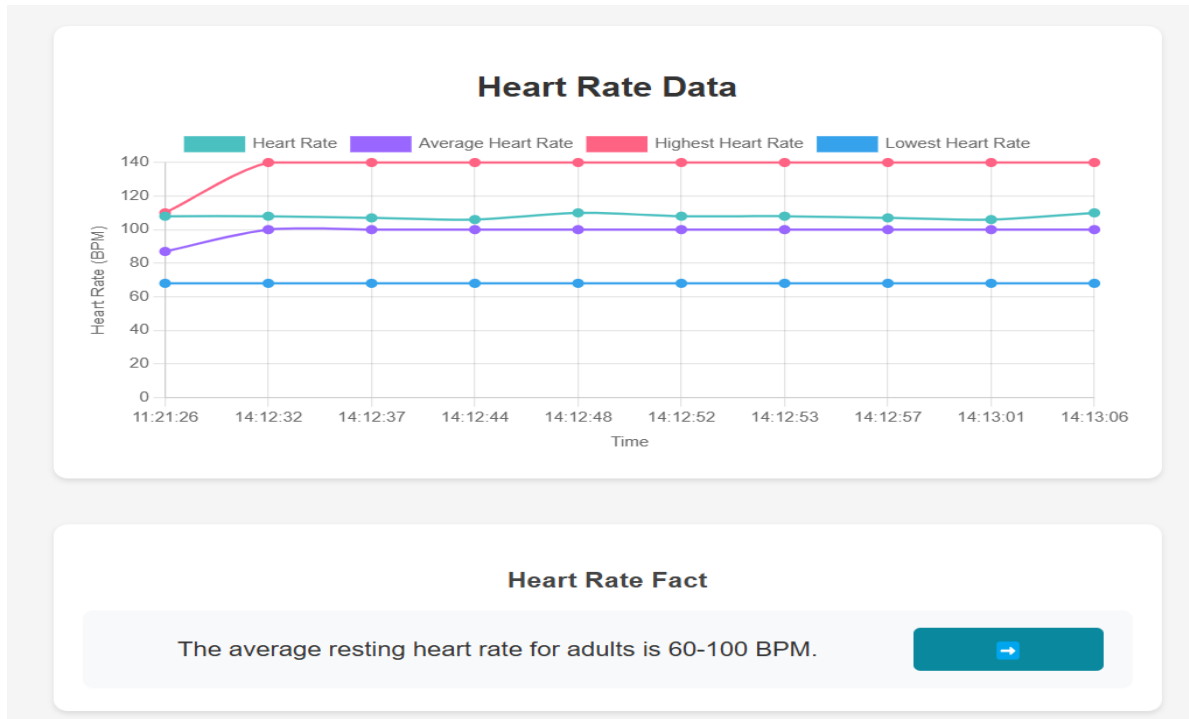 Heart Rate Data
Heart Rate Average Heart Rate Highest Heart Rate Lowest Heart Rate
140
120
100
80
60
40
20
0
Heart Rate (BPM)
11:21:26 14:12:32 14:12:37 14:12:44 14:12:48 14:12:52 14:12:53 14:12:57 14:13:01 14:13:06
Time
Heart Rate Fact
The average resting heart rate for adults is 60-100 BPM.